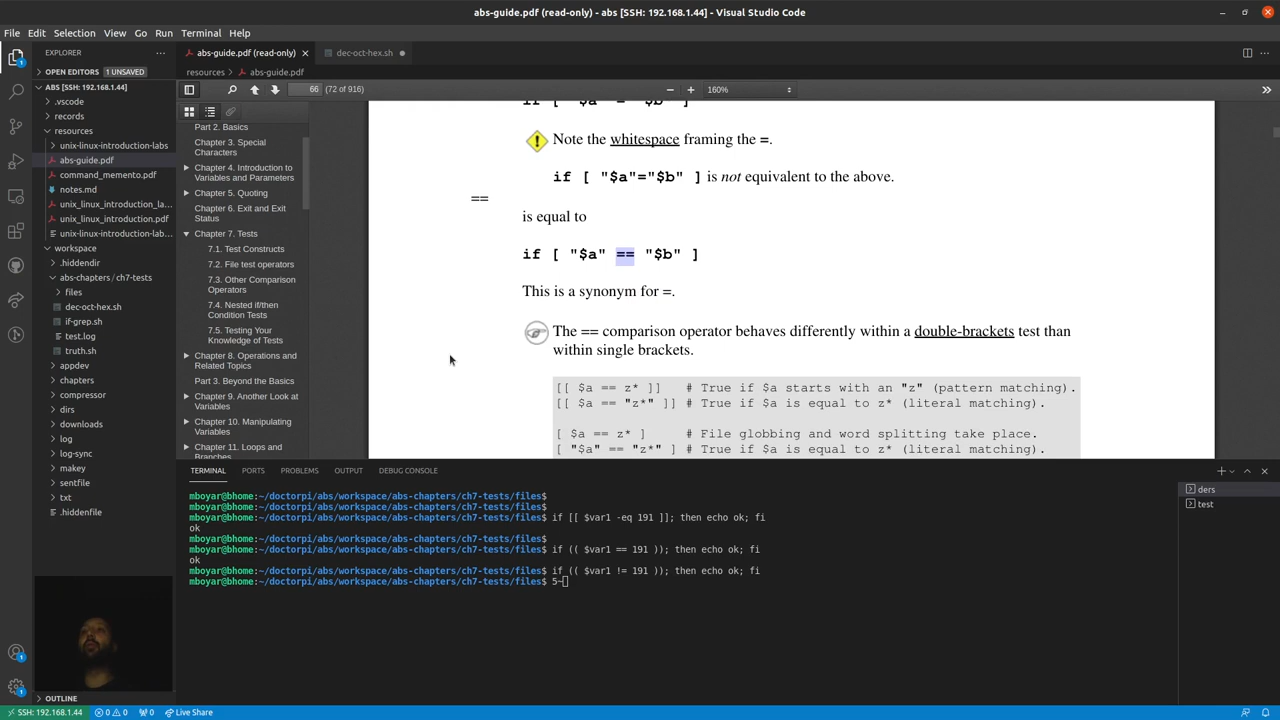 abs-guide.pdf (read-only) - abs [SSH: 192.168.1.44] - Visual Studio Code
File Edit Selection View Go Run Terminal Help
EXPLORER
abs-guide.pdf (read-only)
dec-oct-hex.sh
OPEN EDITORS 1 UNSAVED
resources abs-guide.pdf
ABS [SSH: 192.168.1.44]
.vscode
records
resources
unix-linux-introduction-labs
abs-guide.pdf
command_memento.pdf
notes.md
unix_linux_introduction_la...
unix_linux_introduction.pdf
unix-linux-introduction-lab...
workspace
.hiddendir
abs-chapters / ch7-tests
files
dec-oct-hex.sh
if-grep.sh
test.log
truth.sh
appdev
chapters
compressor
dirs
downloads
log
log-sync
makey
sentfile
txt
.hiddenfile
OUTLINE
66 (72 of 916)
160%
Part 2. Basics
Chapter 3. Special
Characters
Chapter 4. Introduction to
Variables and Parameters
Chapter 5. Quoting
Chapter 6. Exit and Exit
Status
Chapter 7. Tests
7.1. Test Constructs
7.2. File test operators
7.3. Other Comparison
Operators
7.4. Nested if/then
Condition Tests
7.5. Testing Your
Knowledge of Tests
Chapter 8. Operations and
Related Topics
Part 3. Beyond the Basics
Chapter 9. Another Look at
Variables
Chapter 10. Manipulating
Variables
Chapter 11. Loops and
Branches
if [ "$a" = "$b" ]
Note the whitespace framing the =.
if [ "$a"="$b" ] is not equivalent to the above.
==
is equal to
if [ "$a" == "$b" ]
This is a synonym for =.
The == comparison operator behaves differently within a double-brackets test than
within single brackets.
[[ $a == z* ]] # True if $a starts with an "z" (pattern matching).
[[ $a == "z*" ]] # True if $a is equal to z* (literal matching).
[ $a == z* ] # File globbing and word splitting take place.
[ "$a" == "z*" ] # True if $a is equal to z* (literal matching).
TERMINAL PORTS PROBLEMS OUTPUT DEBUG CONSOLE
mboyar@bhome:~/doctorpi/abs/workspace/abs-chapters/ch7-tests/files$
mboyar@bhome:~/doctorpi/abs/workspace/abs-chapters/ch7-tests/files$
mboyar@bhome:~/doctorpi/abs/workspace/abs-chapters/ch7-tests/files$ if [[ $var1 -eq 191 ]]; then echo ok; fi
ok
mboyar@bhome:~/doctorpi/abs/workspace/abs-chapters/ch7-tests/files$
mboyar@bhome:~/doctorpi/abs/workspace/abs-chapters/ch7-tests/files$ if (( $var1 == 191 )); then echo ok; fi
ok
mboyar@bhome:~/doctorpi/abs/workspace/abs-chapters/ch7-tests/files$ if (( $var1 != 191 )); then echo ok; fi
mboyar@bhome:~/doctorpi/abs/workspace/abs-chapters/ch7-tests/files$ 5~
ders
test
SSH: 192.168.1.44 0 0 0 Live Share